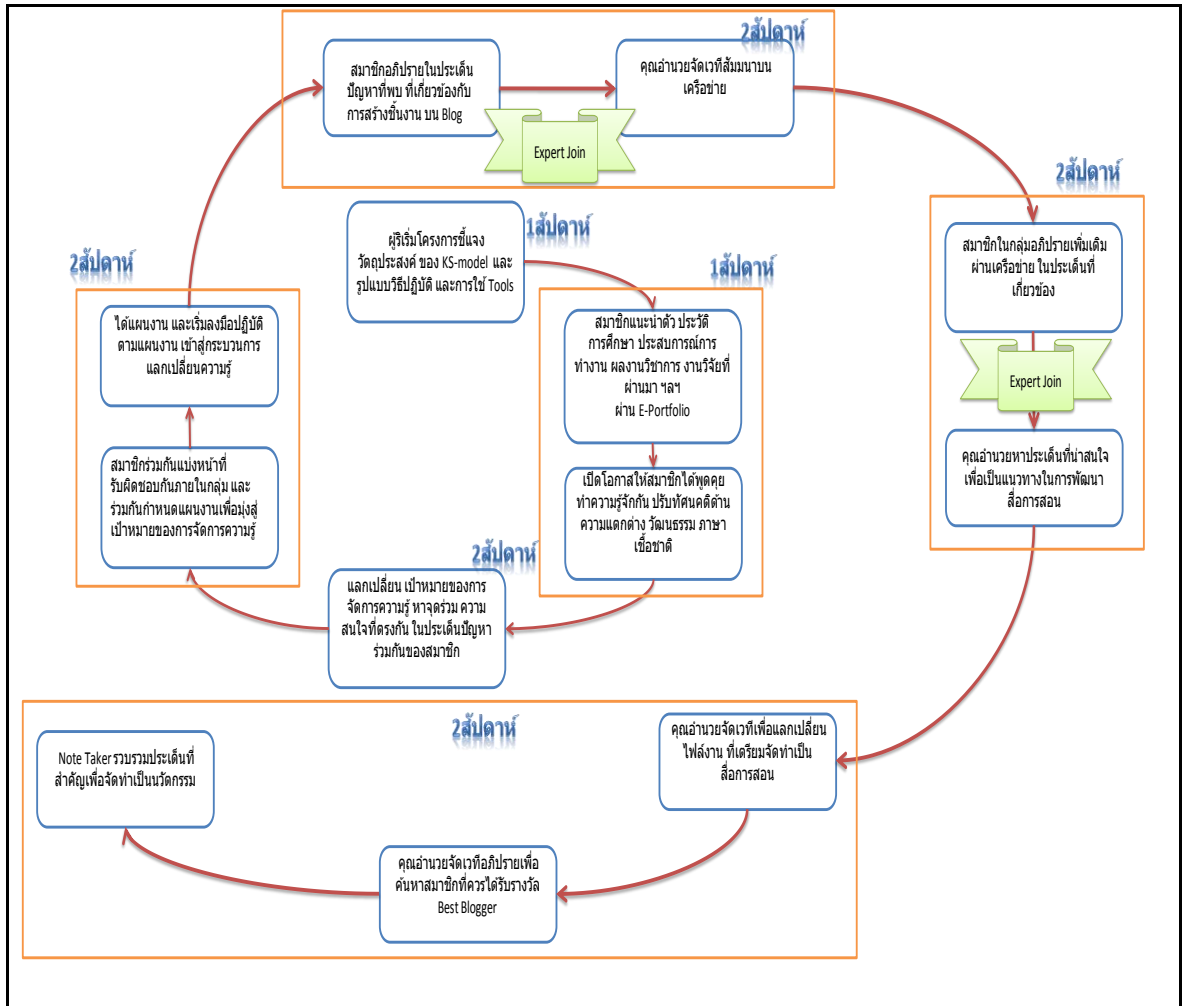 2สัปดาห์
สมาชิกอภิปรายในประเด็น
ปัญหาที่พบ ที่เกี่ยวข้องกับ
การสร้างชิ้นงาน บน Blog
คุณอำนวยจัดเวทีสัมมนาบน
เครือข่าย
Expert Join
2สัปดาห์
สมาชิกในกลุ่มอภิปรายเพิ่มเติม
ผ่านเครือข่าย ในประเด็นที่
เกี่ยวข้อง
Expert Join
คุณอำนวยหาประเด็นที่น่าสนใจ
เพื่อเป็นแนวทางในการพัฒนา
สื่อการสอน
1สัปดาห์
ผู้ริเริ่มโครงการชี้แจง
วัตถุประสงค์ ของ KS-model และ
รูปแบบวิธีปฏิบัติ และการใช้ Tools
1สัปดาห์
สมาชิกแนะนำตัว ประวัติ
การศึกษา ประสบการณ์การ
ทำงาน ผลงานวิชาการ งานวิจัยที่
ผ่านมา ฯลฯ
ผ่าน E-Portfolio
เปิดโอกาสให้สมาชิกได้พูดคุย
ทำความรู้จักกัน ปรับทัศนคติด้าน
ความแตกต่าง วัฒนธรรม ภาษา
เชื้อชาติ
2สัปดาห์
แลกเปลี่ยน เป้าหมายของการ
จัดการความรู้ หาจุดร่วม ความ
สนใจที่ตรงกัน ในประเด็นปัญหา
ร่วมกันของสมาชิก
2สัปดาห์
ได้แผนงาน และเริ่มลงมือปฏิบัติ
ตามแผนงาน เข้าสู่กระบวนการ
แลกเปลี่ยนความรู้
สมาชิกร่วมกันแบ่งหน้าที่
รับผิดชอบกันภายในกลุ่ม และ
ร่วมกันกำหนดแผนงานเพื่อมุ่งสู่
เป้าหมายของการจัดการความรู้
2สัปดาห์
คุณอำนวยจัดเวทีเพื่อแลกเปลี่ยน
ไฟล์งาน ที่เตรียมจัดทำเป็น
สื่อการสอน
คุณอำนวยจัดเวทีอภิปรายเพื่อ
ค้นหาสมาชิกที่ควรได้รับรางวัล
Best Blogger
Note Taker รวบรวมประเด็นที่
สำคัญเพื่อจัดทำเป็นนวัตกรรม